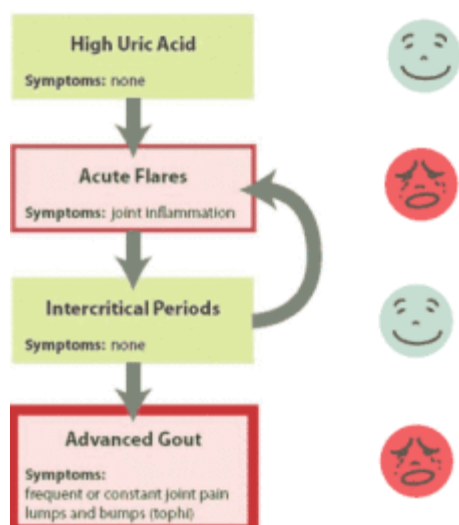 High Uric Acid
Symptoms: none
Acute Flares
Symptoms: joint inflammation
Intercritical Periods
Symptoms: none
Advanced Gout
Symptoms:
frequent or constant joint pain
lumps and bumps (tophi)